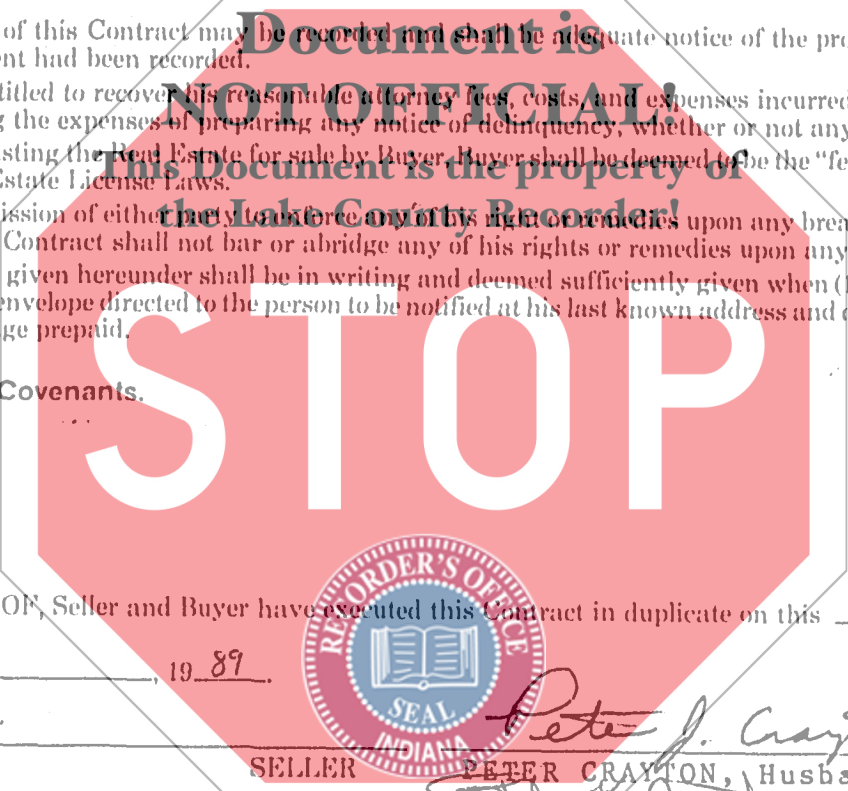 of this Contract may be recorded and shall be adequate notice of the pro
ent had been recorded.
titled to recover his reasonable attorney fees, costs, and expenses incurred
g the expenses of preparing any notice of delinquency, whether or not any
sting the Real Estate for sale by Buyer, Buyer shall be deemed to be the "fe
Estate License Laws.
ission of either party to enforce any of his right or remedies upon any brea
Contract shall not bar or abridge any of his rights or remedies upon any
given hereunder shall be in writing and deemed sufficiently given when (
envelope directed to the person to be notified at his last known address and d
ge prepaid.
Covenants.
Document is
NOT OFFICIAL!
This Document is the property of
the Lake County Recorder!
STOP
RECORDER'S OFFICE
SEAL
INDIANA
OF, Seller and Buyer have executed this Contract in duplicate on this
, 19 89.
Peter J. Cray
SELLER PETER CRAYTON, Husba